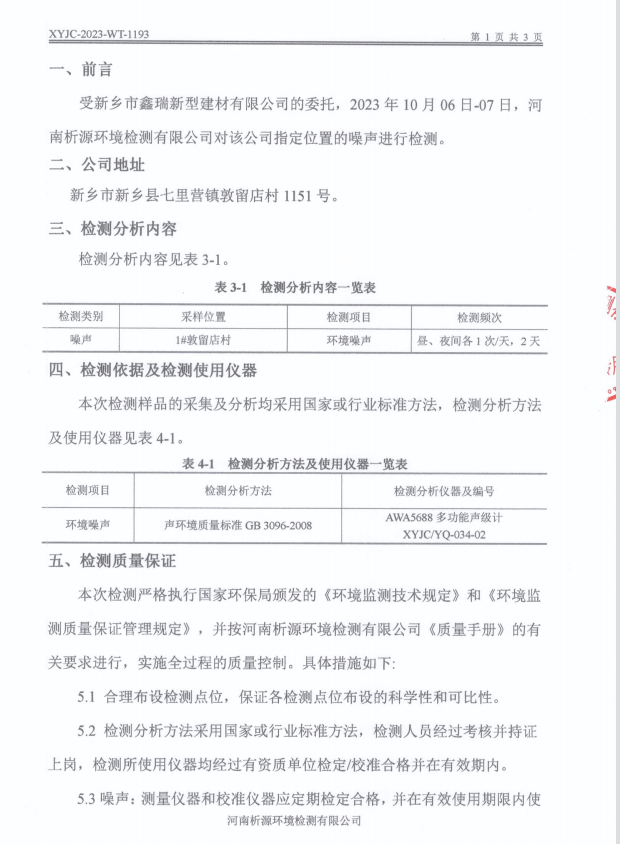 XYJC-2023-WT-1193 第 1 页 共 3 页
一、前言
受新乡市鑫瑞新型建材有限公司的委托，2023 年 10 月 06 日-07 日，河
南析源环境检测有限公司对该公司指定位置的噪声进行检测。
二、公司地址
新乡市新乡县七里营镇敦留店村 1151 号。
三、检测分析内容
检测分析内容见表 3-1。
表 3-1 检测分析内容一览表
检测类别 采样位置 检测项目 检测频次
噪声 1#敦留店村 环境噪声 昼、夜间各 1 次/天，2 天
四、检测依据及检测使用仪器
本次检测样品的采集及分析均采用国家或行业标准方法，检测分析方法
及使用仪器见表 4-1。
表 4-1 检测分析方法及使用仪器一览表
检测项目 检测分析方法 检测分析仪器及编号
环境噪声 声环境质量标准 GB 3096-2008 AWA5688 多功能声级计
XYJC/YQ-034-02
五、检测质量保证
本次检测严格执行国家环保局颁发的《环境监测技术规定》和《环境监
测质量保证管理规定》，并按河南析源环境检测有限公司《质量手册》的有
关要求进行，实施全过程的质量控制。具体措施如下:
5.1 合理布设检测点位，保证各检测点位布设的科学性和可比性。
5.2 检测分析方法采用国家或行业标准方法，检测人员经过考核并持证
上岗，检测所使用仪器均经过有资质单位检定/校准合格并在有效期内。
5.3 噪声：测量仪器和校准仪器应定期检定合格，并在有效使用期限内使
河南析源环境检测有限公司